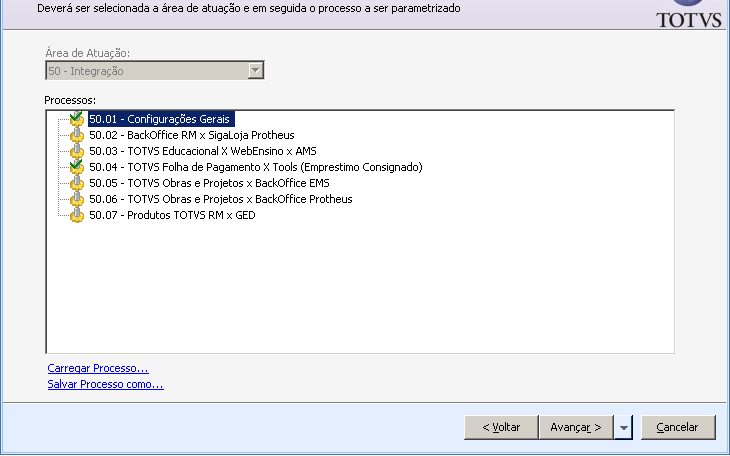 Deverá ser selecionada a área de atuação e em seguida o processo a ser parametrizado
TOTVS
Área de Atuação:
50 - Integração
Processos:
50.01 - Configurações Gerais
50.02 - BackOffice RM x SigaLoja Protheus
50.03 - TOTVS Educacional X WebEnsino x AMS
50.04 - TOTVS Folha de Pagamento X Tools (Emprestimo Consignado)
50.05 - TOTVS Obras e Projetos x BackOffice EMS
50.06 - TOTVS Obras e Projetos x BackOffice Protheus
50.07 - Produtos TOTVS RM x GED
Carregar Processo...
Salvar Processo como...
< Voltar
Avançar >
Cancelar